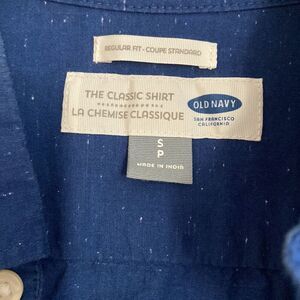 REGULAR FIT - COUPE STANDARD
THE CLASSIC SHIRT
LA CHEMISE CLASSIQUE
OLD NAVY
SAN FRANCISCO
CALIFORNIA
S
P
MADE IN INDIA